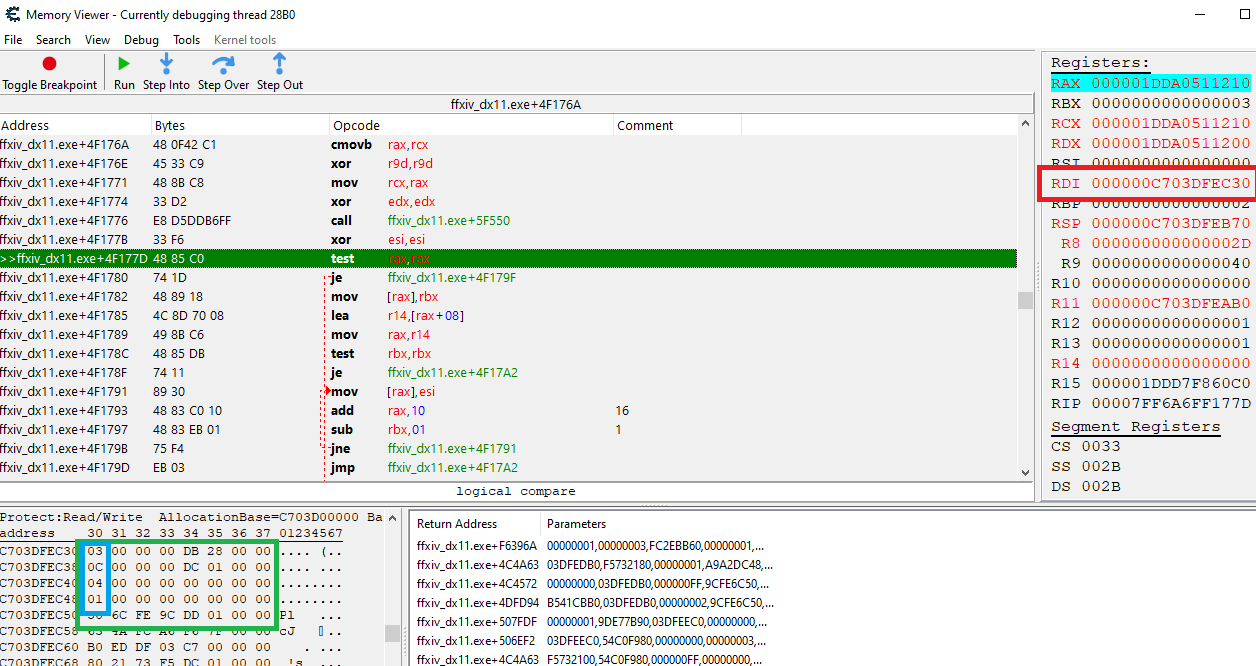 Memory Viewer - Currently debugging thread 28B0
File Search View Debug Tools Kernel tools
Toggle Breakpoint Run Step Into Step Over Step Out
ffxiv_dx11.exe+4F176A
Address Bytes Opcode Comment
ffxiv_dx11.exe+4F176A 48 0F42 C1 cmovb rax,rcx
ffxiv_dx11.exe+4F176E 45 33 C9 xor r9d,r9d
ffxiv_dx11.exe+4F1771 48 8B C8 mov rcx,rax
ffxiv_dx11.exe+4F1774 33 D2 xor edx,edx
ffxiv_dx11.exe+4F1776 E8 D5DDB6FF call ffxiv_dx11.exe+5F550
ffxiv_dx11.exe+4F177B 33 F6 xor esi,esi
>>ffxiv_dx11.exe+4F177D 48 85 C0 test rax,rax
ffxiv_dx11.exe+4F1780 74 1D je ffxiv_dx11.exe+4F179F
ffxiv_dx11.exe+4F1782 48 89 18 mov [rax],rbx
ffxiv_dx11.exe+4F1785 4C 8D 70 08 lea r14,[rax+08]
ffxiv_dx11.exe+4F1789 49 8B C6 mov rax,r14
ffxiv_dx11.exe+4F178C 48 85 DB test rbx,rbx
ffxiv_dx11.exe+4F178F 74 11 je ffxiv_dx11.exe+4F17A2
ffxiv_dx11.exe+4F1791 89 30 mov [rax],esi
ffxiv_dx11.exe+4F1793 48 83 C0 10 add rax,10 16
ffxiv_dx11.exe+4F1797 48 83 EB 01 sub rbx,01 1
ffxiv_dx11.exe+4F179B 75 F4 jne ffxiv_dx11.exe+4F1791
ffxiv_dx11.exe+4F179D EB 03 jmp ffxiv_dx11.exe+4F17A2
logical compare
Registers:
RAX 000001DDA0511210
RBX 0000000000000003
RCX 000001DDA0511210
RDX 000001DDA0511200
RSI 0000000000000000
RDI 000000C703DFEC30
RBP 0000000000000002
RSP 000000C703DFEB70
R8 000000000000002D
R9 0000000000000040
R10 0000000000000000
R11 000000C703DFEAB0
R12 0000000000000001
R13 0000000000000001
R14 0000000000000000
R15 000001DDD7F860C0
RIP 00007FF6A6FF177D
Segment Registers
CS 0033
SS 002B
DS 002B
Protect:Read/Write AllocationBase=C703D00000 Ba
address 30 31 32 33 34 35 36 37 01234567
C703DFEC30 03 00 00 00 DB 28 00 00 .... (..
C703DFEC38 0C 00 00 00 DC 01 00 00 .... ...
C703DFEC40 04 00 00 00 00 00 00 00 ........
C703DFEC48 01 00 00 00 00 00 00 00 ........
C703DFEC50 6C FE 9C DD 01 00 00 Pl
C703DFEC58 00 00 cJ ..
C703DFEC60 B0 ED DF 03 C7 00 00 00
C703DFEC68 80 21 73 F5 DC 01 00 00
Return Address Parameters
ffxiv_dx11.exe+F6396A 00000001,00000003,FC2EBB60,00000001,...
ffxiv_dx11.exe+4C4A63 03DFEDB0,F5732180,00000001,A9A2DC48,...
ffxiv_dx11.exe+4C4572 00000000,03DFEDB0,000000FF,9CFE6C50,...
ffxiv_dx11.exe+4DFD94 B541CBB0,03DFEDB0,00000002,9CFE6C50,...
ffxiv_dx11.exe+507FDF 00000001,9DE77B90,03DFEEC0,00000000,...
ffxiv_dx11.exe+506EF2 03DFEEC0,54C0F980,00000000,00000003,...
ffxiv_dx11.exe+4C4A63 F5732100,54C0F980,000000FF,00000000,...